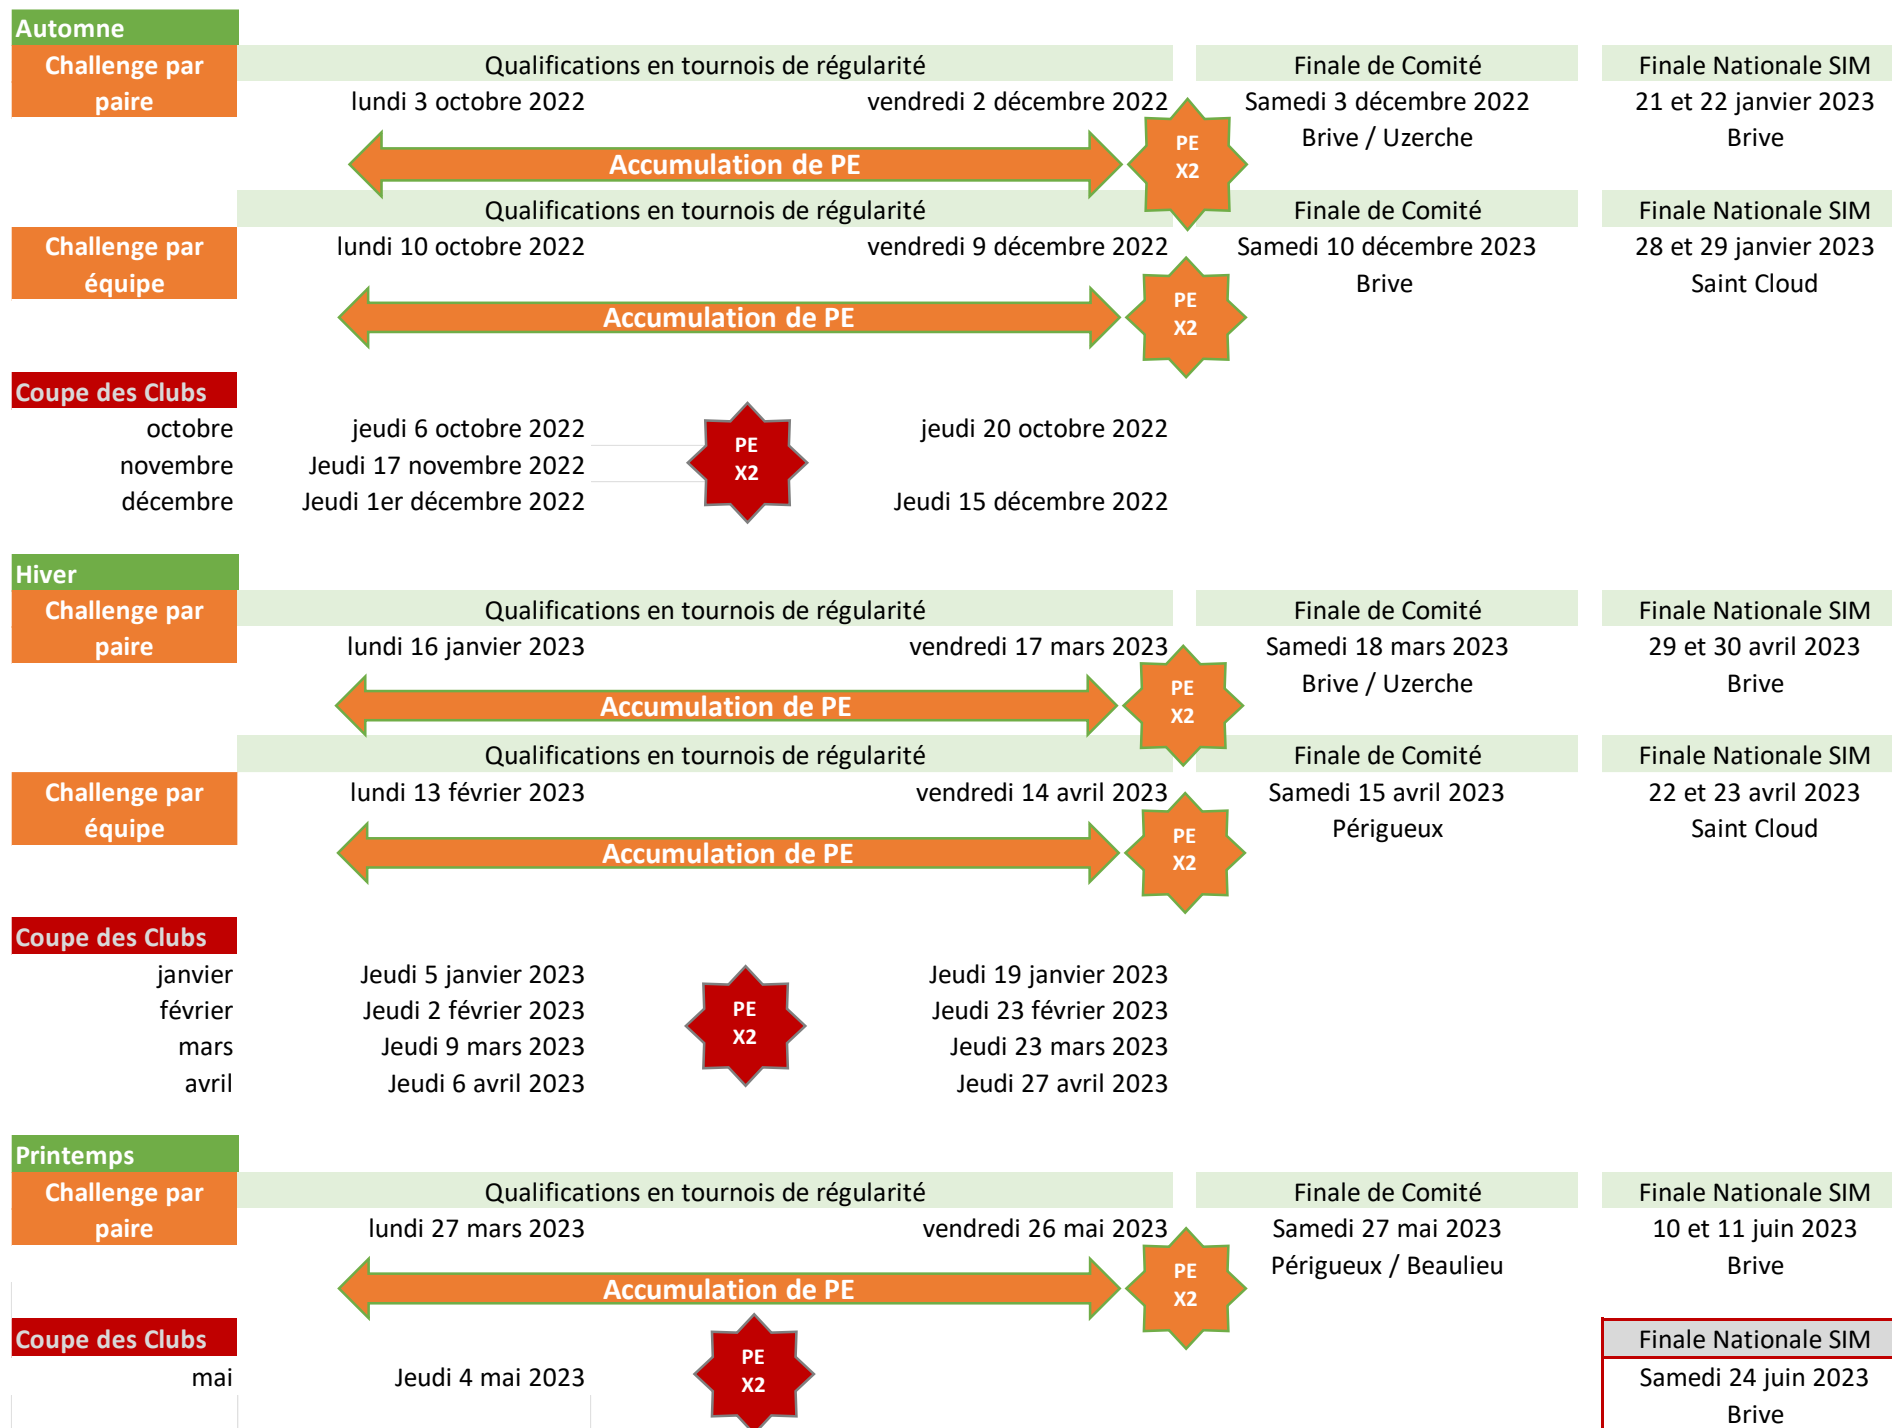 Automne
Challenge par paire
Qualifications en tournois de régularité Finale de Comité Finale Nationale SIM
lundi 3 octobre 2022 vendredi 2 décembre 2022 Samedi 3 décembre 2022 21 et 22 janvier 2023
Brive / Uzerche Brive
Accumulation de PE
PE
X2
Qualifications en tournois de régularité Finale de Comité Finale Nationale SIM
Challenge par équipe
lundi 10 octobre 2022 vendredi 9 décembre 2022 Samedi 10 décembre 2023 28 et 29 janvier 2023
Brive Saint Cloud
Accumulation de PE
PE
X2
Coupe des Clubs
octobre jeudi 6 octobre 2022 jeudi 20 octobre 2022
novembre Jeudi 17 novembre 2022
décembre Jeudi 1er décembre 2022 Jeudi 15 décembre 2022
PE
X2
Hiver
Challenge par paire
Qualifications en tournois de régularité Finale de Comité Finale Nationale SIM
lundi 16 janvier 2023 vendredi 17 mars 2023 Samedi 18 mars 2023 29 et 30 avril 2023
Brive / Uzerche Brive
Accumulation de PE
PE
X2
Qualifications en tournois de régularité Finale de Comité Finale Nationale SIM
Challenge par équipe
lundi 13 février 2023 vendredi 14 avril 2023 Samedi 15 avril 2023 22 et 23 avril 2023
Périgueux Saint Cloud
Accumulation de PE
PE
X2
Coupe des Clubs
janvier Jeudi 5 janvier 2023 Jeudi 19 janvier 2023
février Jeudi 2 février 2023 Jeudi 23 février 2023
mars Jeudi 9 mars 2023 Jeudi 23 mars 2023
avril Jeudi 6 avril 2023 Jeudi 27 avril 2023
PE
X2
Printemps
Challenge par paire
Qualifications en tournois de régularité Finale de Comité Finale Nationale SIM
lundi 27 mars 2023 vendredi 26 mai 2023 Samedi 27 mai 2023 10 et 11 juin 2023
Périgueux / Beaulieu Brive
Accumulation de PE
PE
X2
Coupe des Clubs Finale Nationale SIM
mai Jeudi 4 mai 2023 Samedi 24 juin 2023
Brive
PE
X2